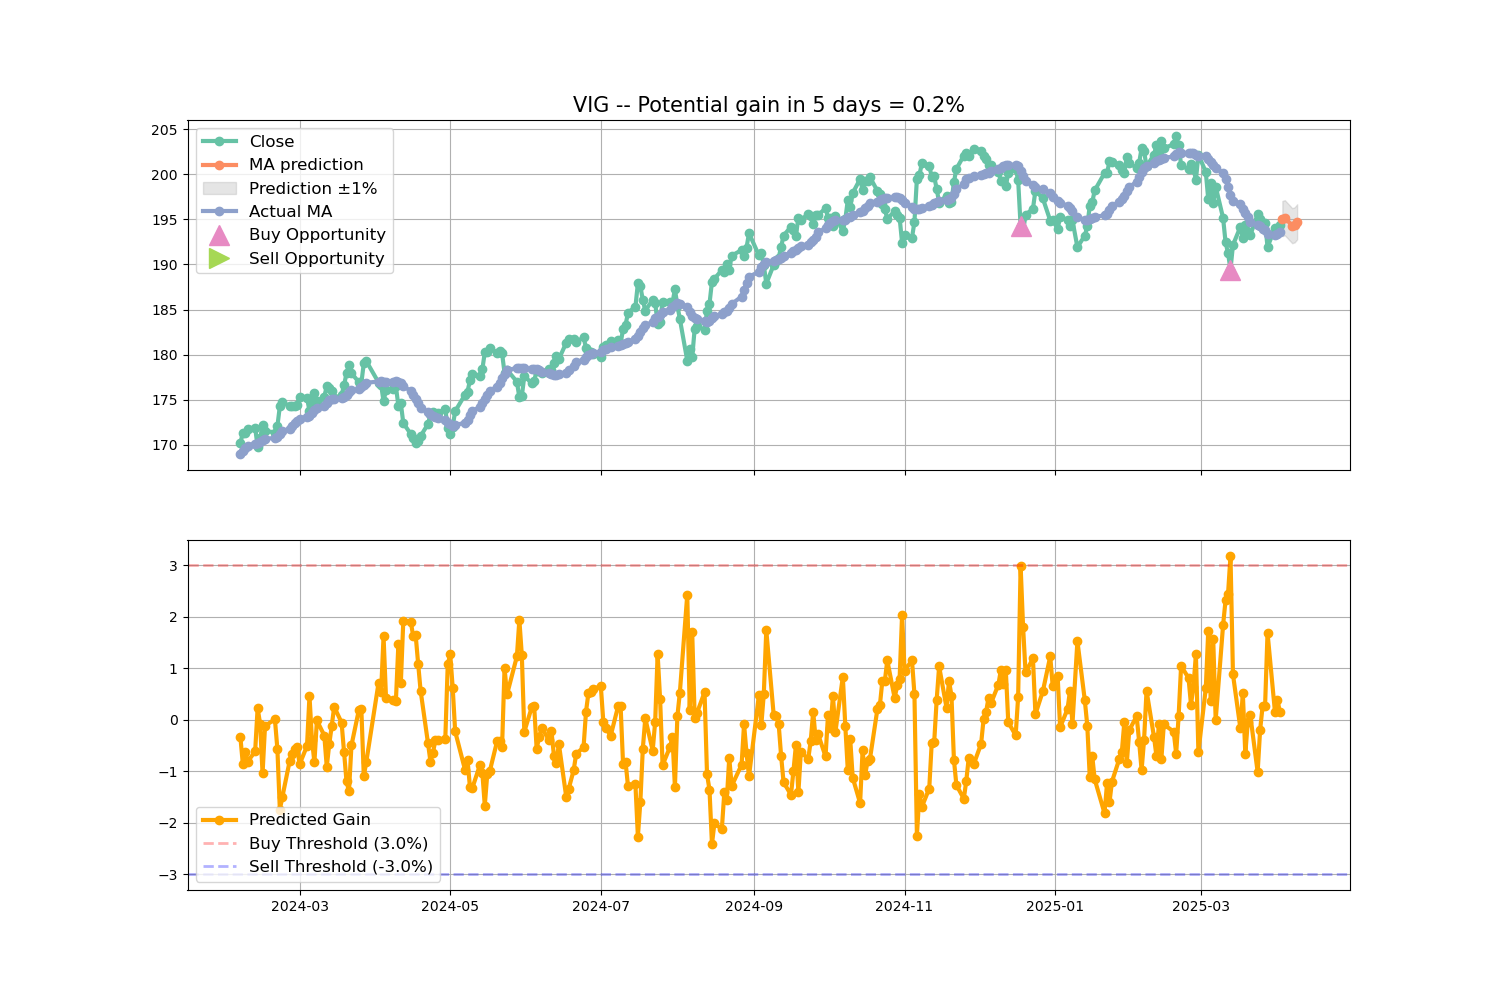 VIG -- Potential gain in 5 days = 0.2%
205
200
195
190
185
180
175
170
Close
MA prediction
Prediction ±1%
Actual MA
Buy Opportunity
Sell Opportunity
3
2
1
0
−1
−2
−3
Predicted Gain
Buy Threshold (3.0%)
Sell Threshold (-3.0%)
2024-03
2024-05
2024-07
2024-09
2024-11
2025-01
2025-03